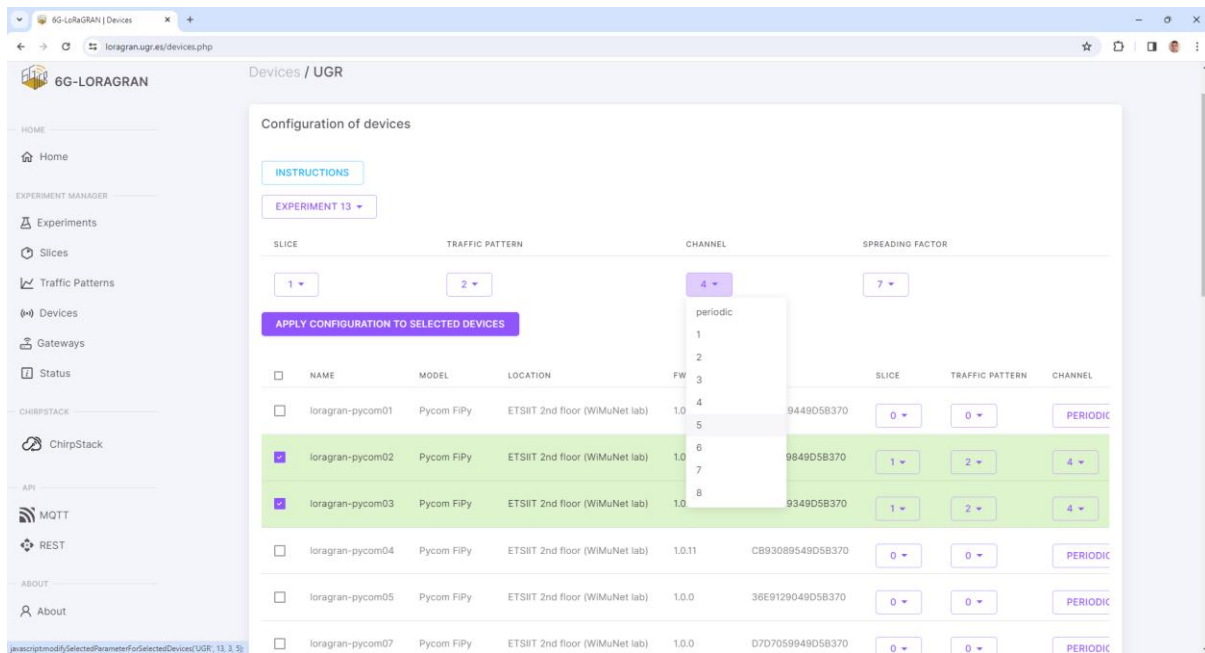 6G-LoRaGRAN | Devices
loragran.ugr.es/devices.php
6G-LORAGRAN
Devices / UGR
HOME
Home
EXPERIMENT MANAGER
Experiments
Slices
Traffic Patterns
Devices
Gateways
Status
CHIRPSTACK
ChirpStack
API
MQTT
REST
ABOUT
About
Configuration of devices
INSTRUCTIONS
EXPERIMENT 13
SLICE TRAFFIC PATTERN CHANNEL SPREADING FACTOR
1 2 4 7
periodic
1
2
3
4
5
6
7
8
APPLY CONFIGURATION TO SELECTED DEVICES
NAME MODEL LOCATION FW SLICE TRAFFIC PATTERN CHANNEL
loragran-pycom01 Pycom FiPy ETSIIT 2nd floor (WiMuNet lab) 1.0 9449D5B370 0 0 PERIODIC
loragran-pycom02 Pycom FiPy ETSIIT 2nd floor (WiMuNet lab) 1.0 9849D5B370 1 2 4
loragran-pycom03 Pycom FiPy ETSIIT 2nd floor (WiMuNet lab) 1.0 9349D5B370 1 2 4
loragran-pycom04 Pycom FiPy ETSIIT 2nd floor (WiMuNet lab) 1.0.11 CB93089549D5B370 0 0 PERIODIC
loragran-pycom05 Pycom FiPy ETSIIT 2nd floor (WiMuNet lab) 1.0.0 36E9129049D5B370 0 0 PERIODIC
loragran-pycom07 Pycom FiPy ETSIIT 2nd floor (WiMuNet lab) 1.0.0 D7D7059949D5B370 0 0 PERIODIC
javascript:modifySelectedParameterForSelectedDevices('UGR', 13, 3, 5);